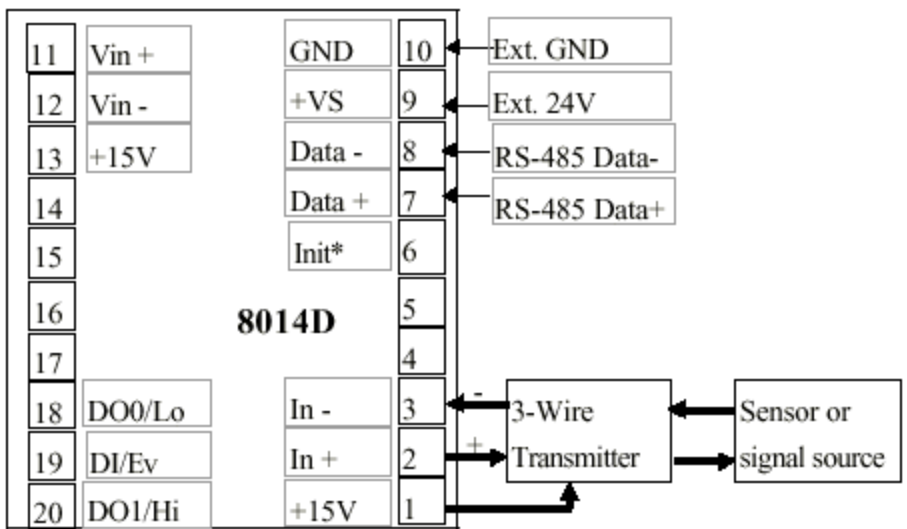 11 Vin + GND 10 Ext. GND
12 Vin - +VS 9 Ext. 24V
13 +15V Data - 8 RS-485 Data-
14 Data + 7 RS-485 Data+
15 Init* 6
16 8014D 5
17 4
18 DO0/Lo In - 3 - 3-Wire Sensor or
19 DI/Ev In + 2 + Transmitter signal source
20 DO1/Hi +15V 1